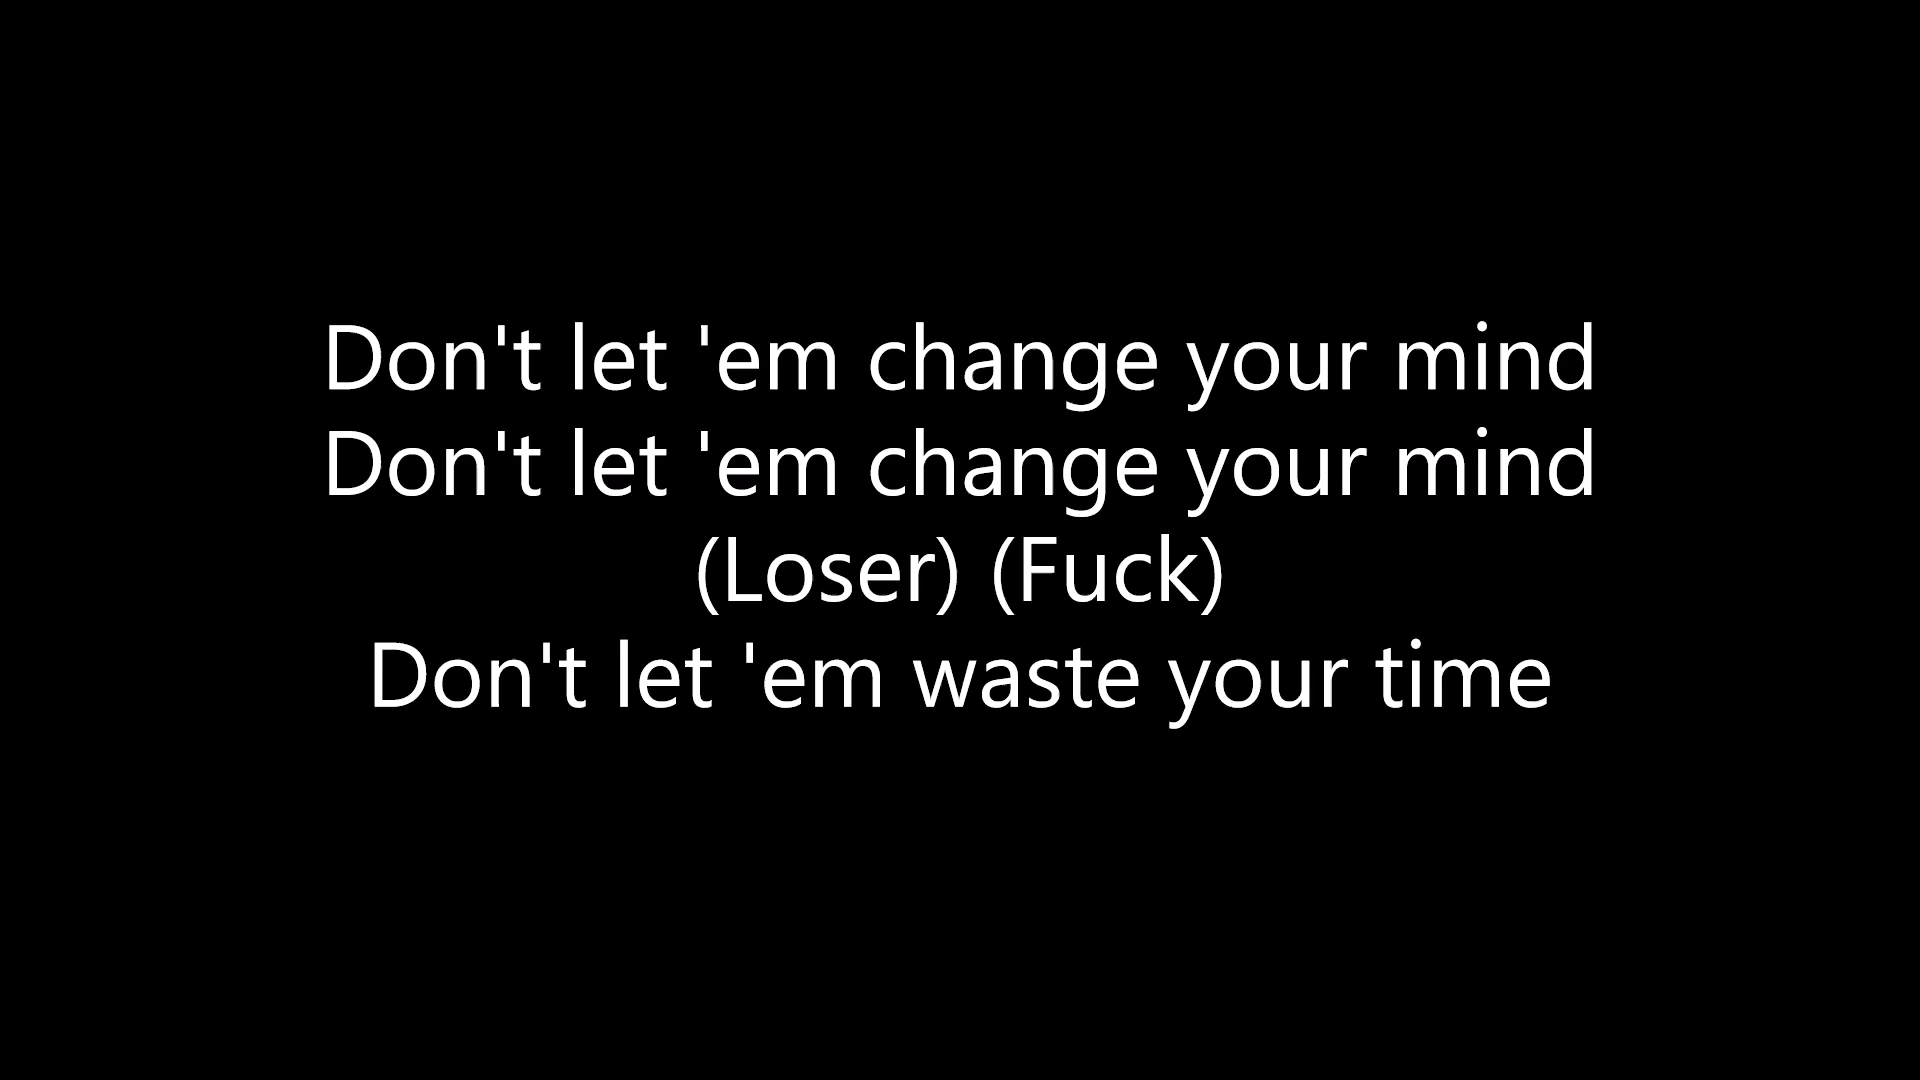 Don't let 'em change your mind
Don't let 'em change your mind
(Loser) (Fuck)
Don't let 'em waste your time